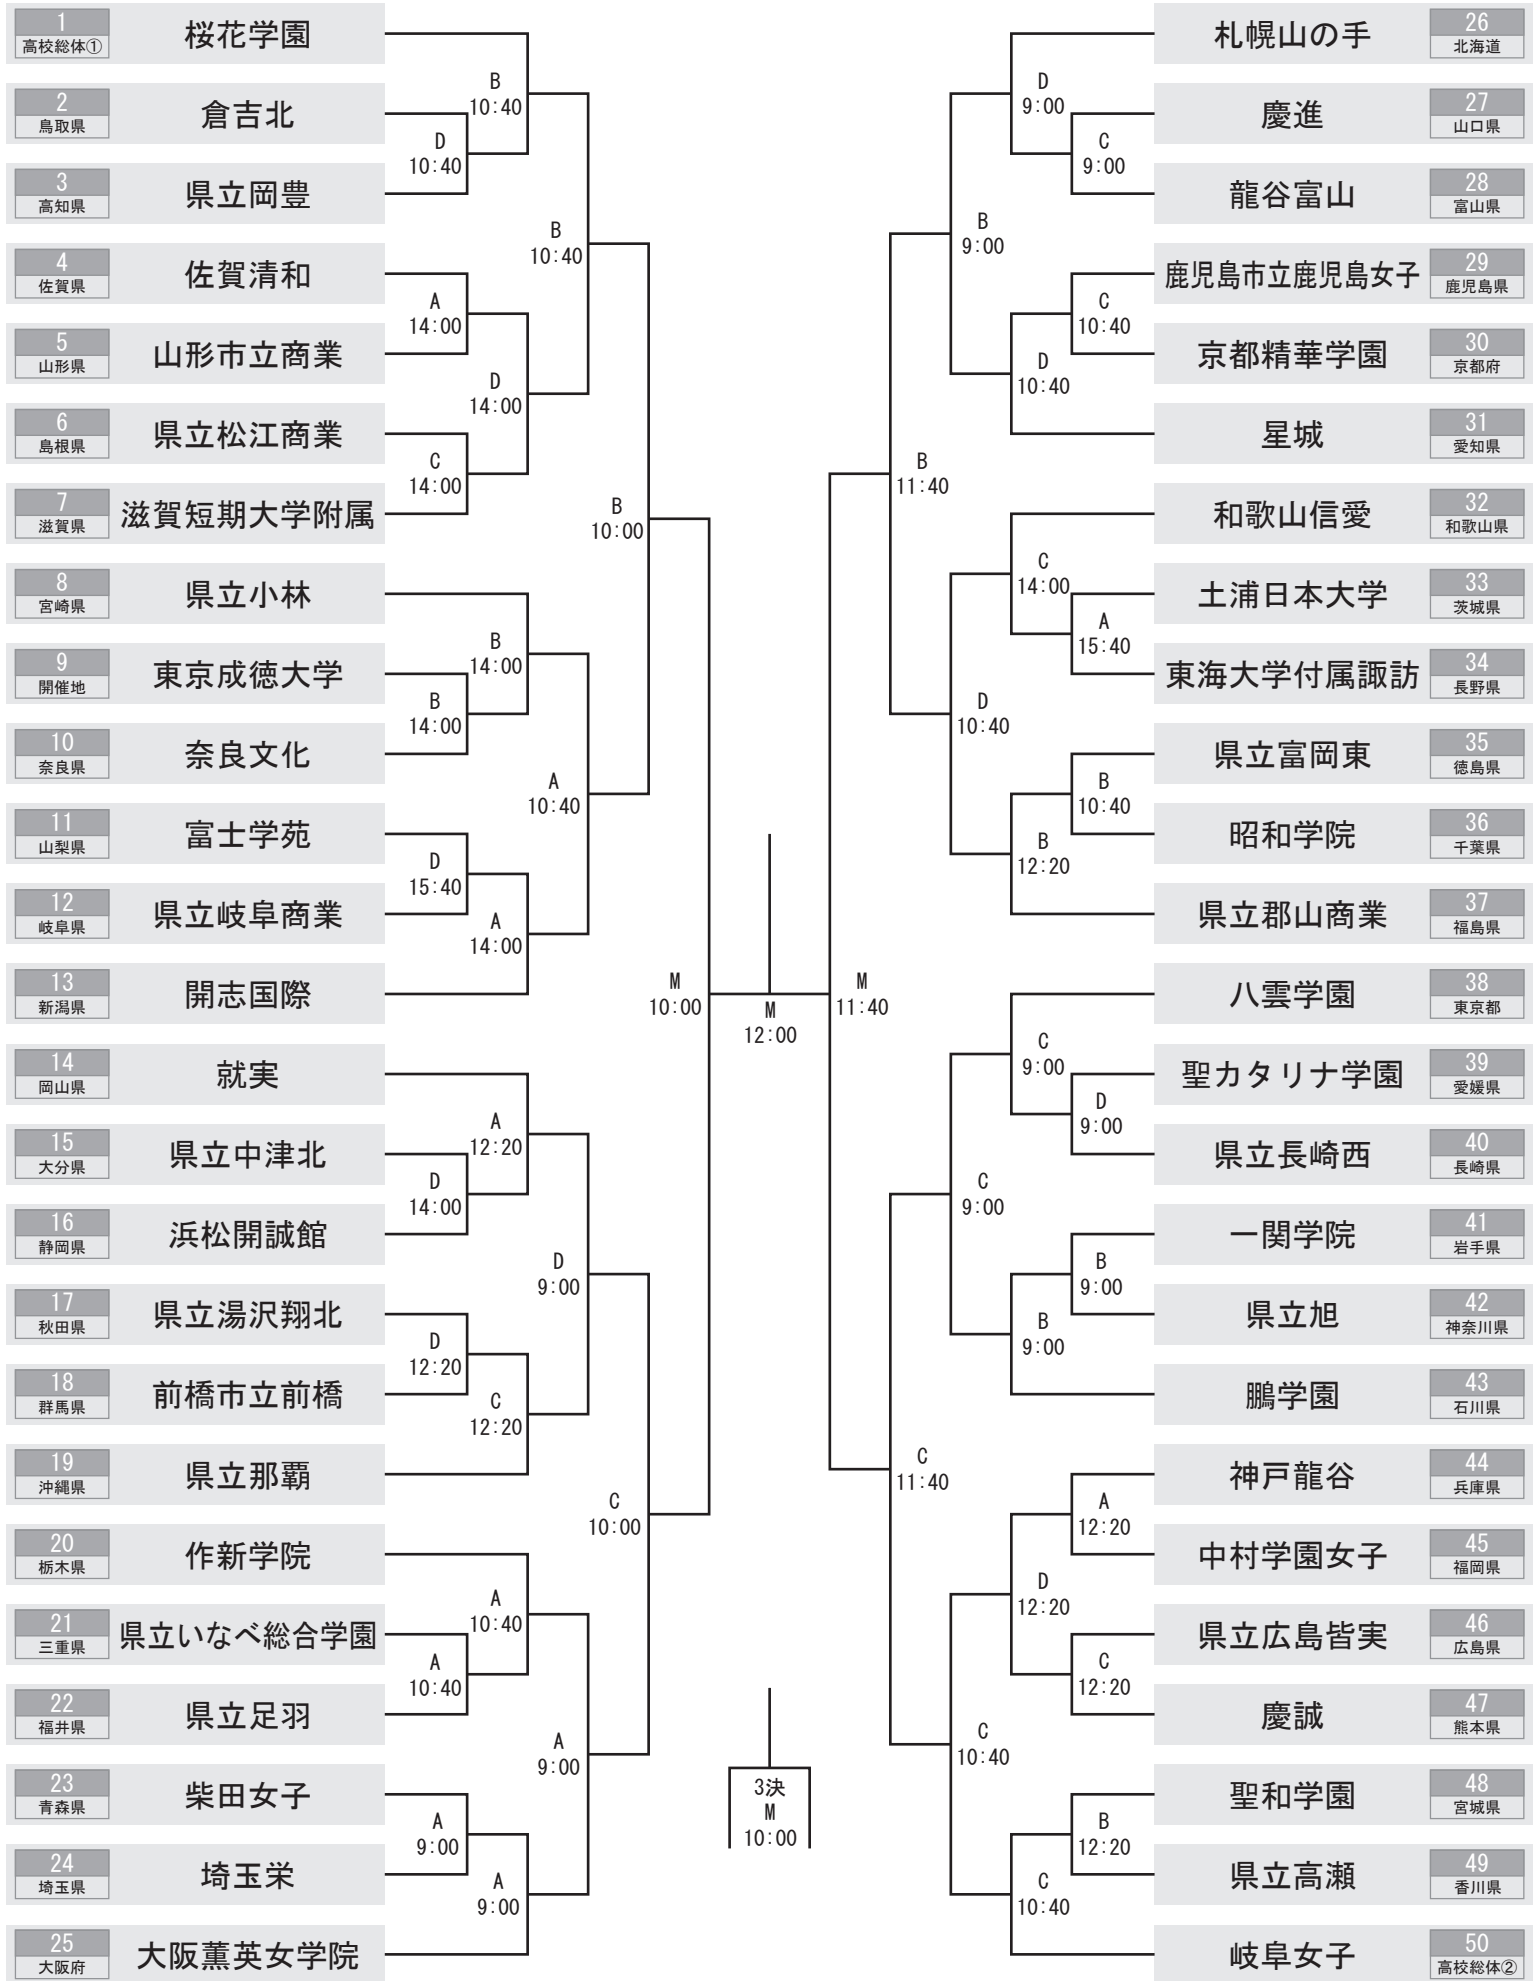 1
高校総体①
桜花学園
2
鳥取県
倉吉北
3
高知県
県立岡豊
4
佐賀県
佐賀清和
5
山形県
山形市立商業
6
島根県
県立松江商業
7
滋賀県
滋賀短期大学附属
8
宮崎県
県立小林
9
開催地
東京成徳大学
10
奈良県
奈良文化
11
山梨県
富士学苑
12
岐阜県
県立岐阜商業
13
新潟県
開志国際
14
岡山県
就実
15
大分県
県立中津北
16
静岡県
浜松開誠館
17
秋田県
県立湯沢翔北
18
群馬県
前橋市立前橋
19
沖縄県
県立那覇
20
栃木県
作新学院
21
三重県
県立いなべ総合学園
22
福井県
県立足羽
23
青森県
柴田女子
24
埼玉県
埼玉栄
25
大阪府
大阪薫英女学院
D
10:40
A
14:00
C
14:00
B
14:00
D
15:40
D
14:00
D
12:20
A
10:40
A
9:00
B
10:40
D
14:00
B
14:00
A
14:00
A
12:20
C
12:20
A
10:40
A
9:00
B
10:40
A
10:40
D
9:00
A
9:00
B
10:00
C
10:00
M
10:00
M
12:00
3決
M
10:00
M
11:40
B
11:40
C
11:40
B
9:00
D
10:40
C
9:00
C
10:40
D
9:00
D
10:40
C
14:00
B
12:20
C
9:00
B
9:00
D
12:20
C
10:40
C
9:00
C
10:40
A
15:40
B
10:40
D
9:00
B
9:00
A
12:20
C
12:20
B
12:20
札幌山の手
26
北海道
慶進
27
山口県
龍谷富山
28
富山県
鹿児島市立鹿児島女子
29
鹿児島県
京都精華学園
30
京都府
星城
31
愛知県
和歌山信愛
32
和歌山県
土浦日本大学
33
茨城県
東海大学付属諏訪
34
長野県
県立富岡東
35
徳島県
昭和学院
36
千葉県
県立郡山商業
37
福島県
八雲学園
38
東京都
聖カタリナ学園
39
愛媛県
県立長崎西
40
長崎県
一関学院
41
岩手県
県立旭
42
神奈川県
鵬学園
43
石川県
神戸龍谷
44
兵庫県
中村学園女子
45
福岡県
県立広島皆実
46
広島県
慶誠
47
熊本県
聖和学園
48
宮城県
県立高瀬
49
香川県
岐阜女子
50
高校総体②